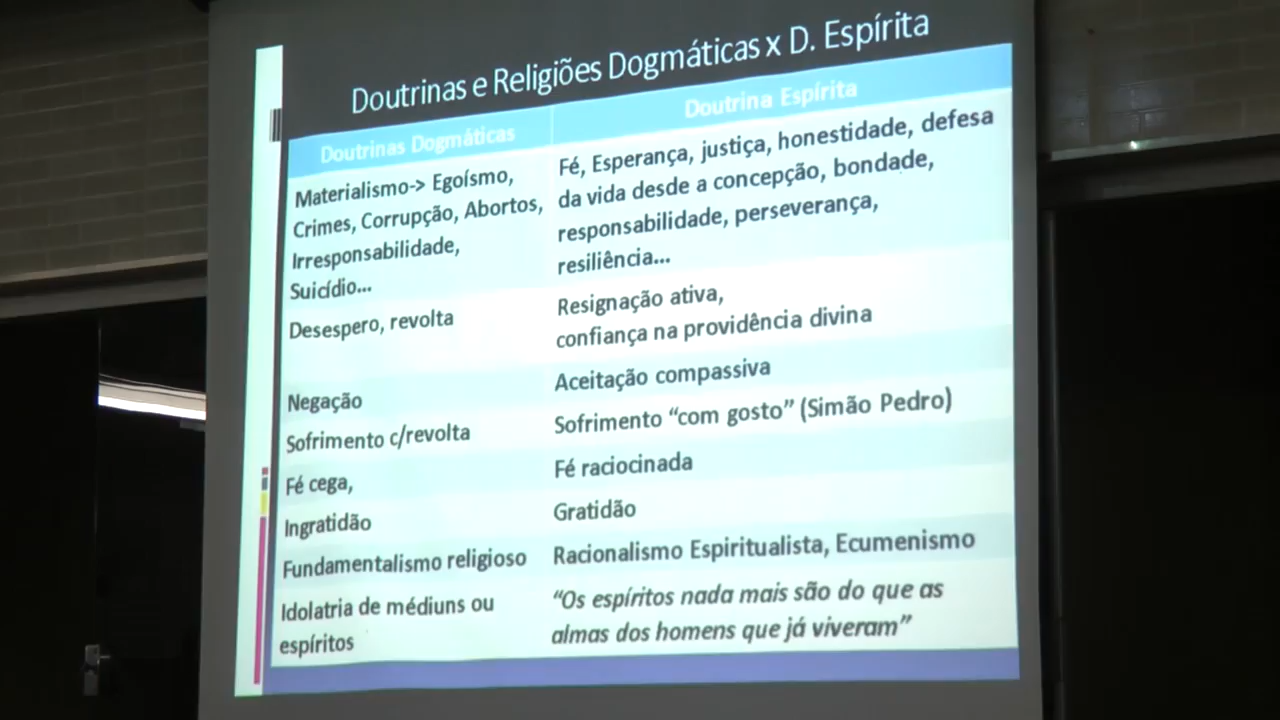 Doutrinas e Religiões Dogmáticas x D. Espírita
Doutrinas Dogmáticas
Doutrina Espírita
Materialismo-> Egoísmo,
Crimes, Corrupção, Abortos,
Irresponsabilidade,
Suicídio...
Fé, Esperança, justiça, honestidade, defesa
da vida desde a concepção, bondade,
responsabilidade, perseverança,
resiliência...
Desespero, revolta
Resignação ativa,
confiança na providência divina
Negação
Aceitação compassiva
Sofrimento c/revolta
Sofrimento “com gosto” (Simão Pedro)
Fé cega,
Fé raciocinada
Ingratidão
Gratidão
Fundamentalismo religioso
Racionalismo Espiritualista, Ecumenismo
Idolatria de médiuns ou
espíritos
“Os espíritos nada mais são do que as
almas dos homens que já viveram”